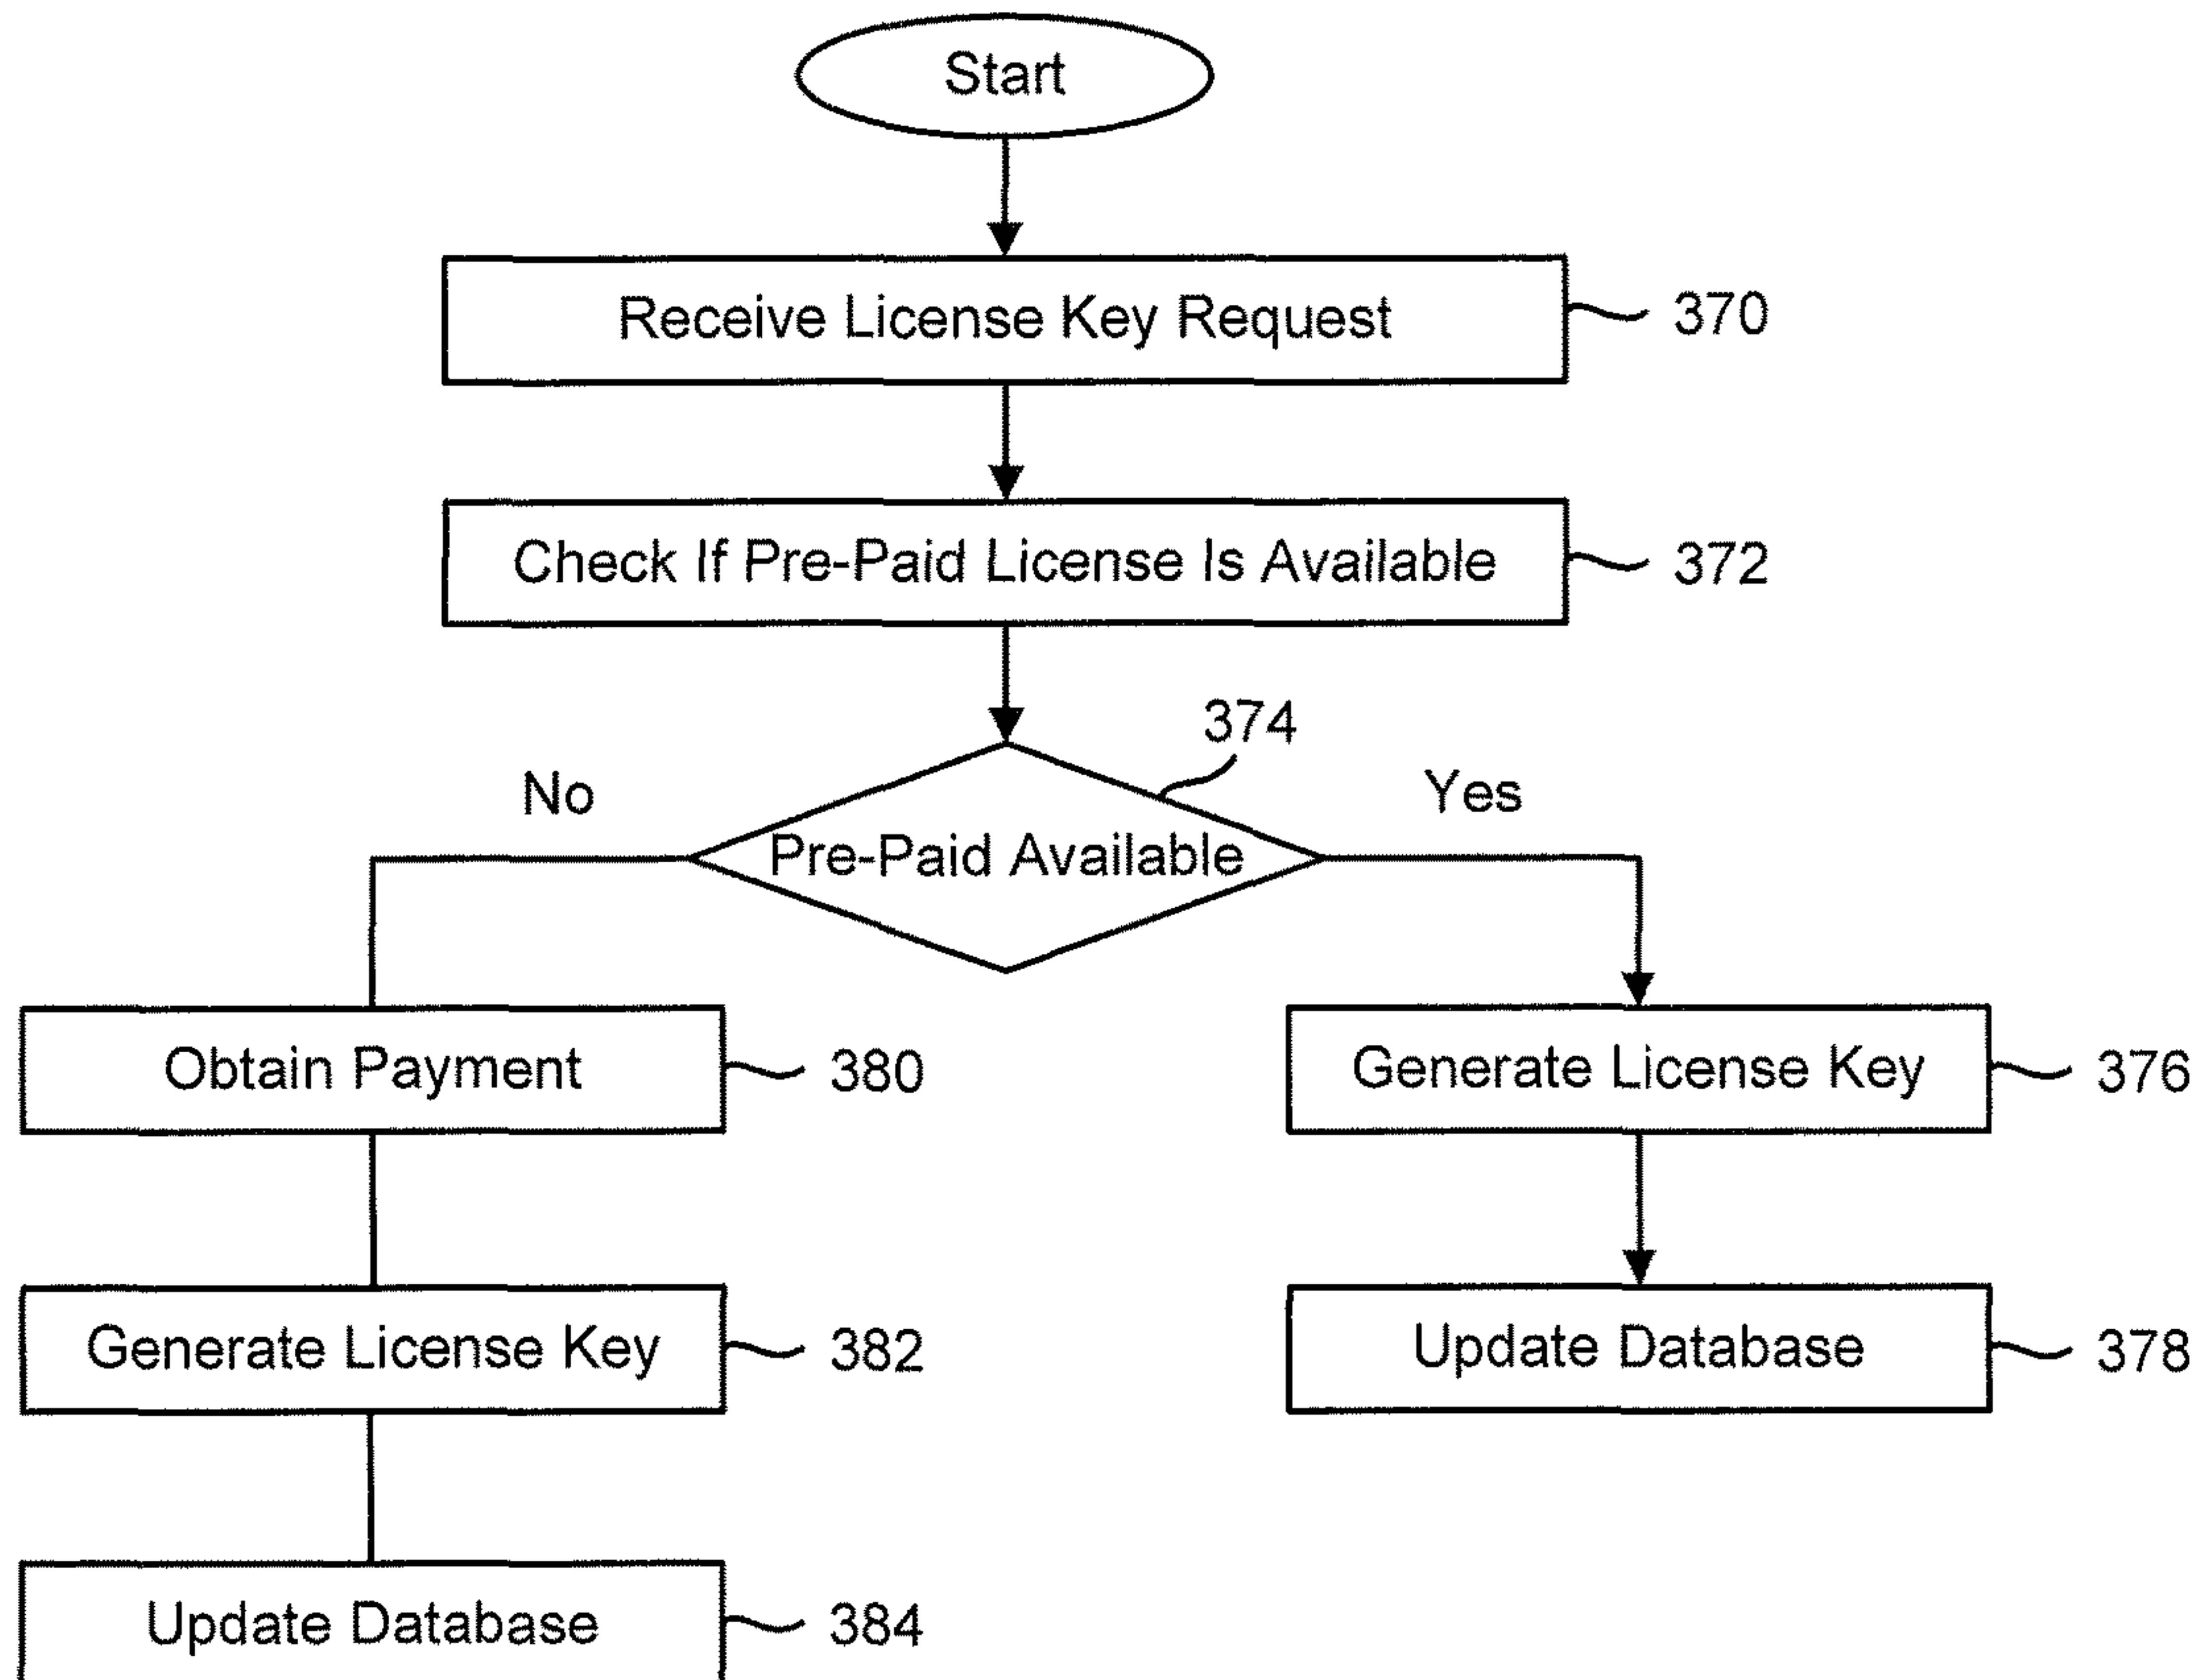 Start
Receive License Key Request
370
Check If Pre-Paid License Is Available
372
374
No
Yes
Pre-Paid Available
Obtain Payment
380
Generate License Key
376
Generate License Key
382
Update Database
378
Update Database
384